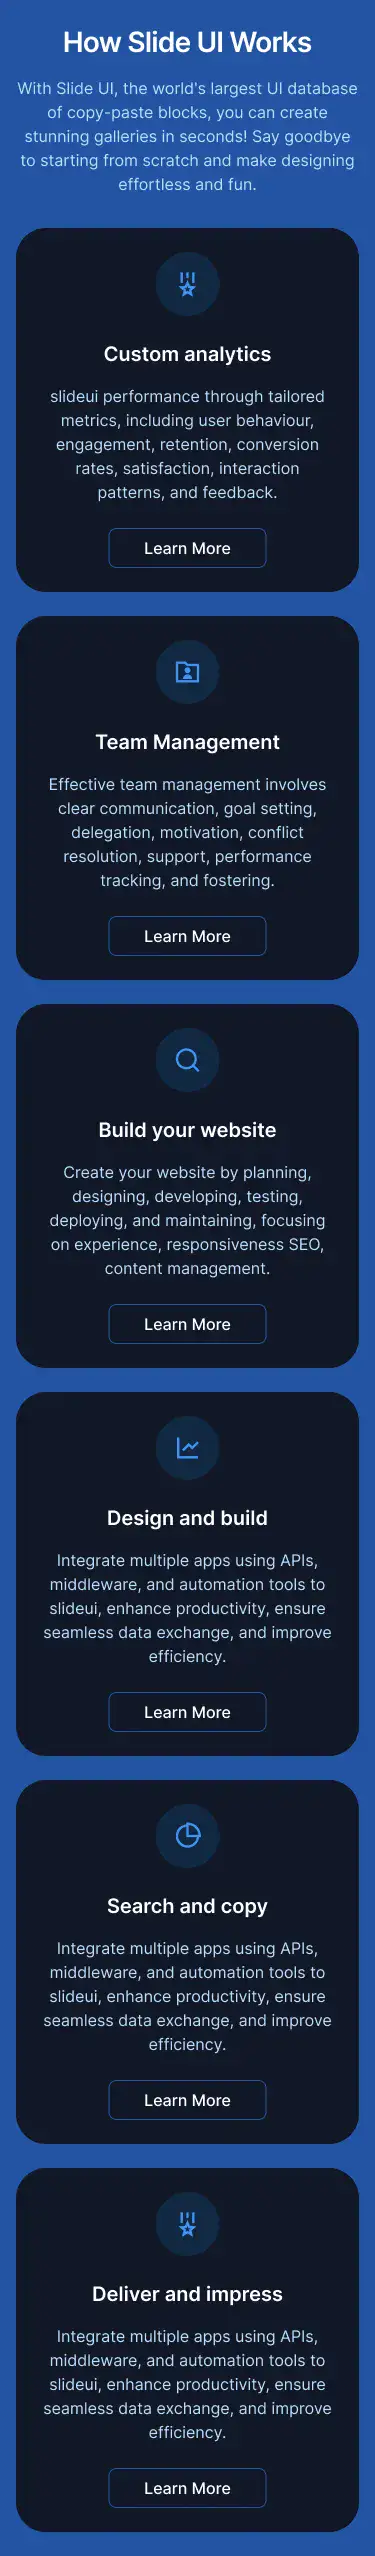 How Slide UI Works
With Slide UI, the world's largest UI database
of copy-paste blocks, you can create
stunning galleries in seconds! Say goodbye
to starting from scratch and make designing
effortless and fun.
Custom analytics
slideui performance through tailored
metrics, including user behaviour,
engagement, retention, conversion
rates, satisfaction, interaction
patterns, and feedback.
Learn More
Team Management
Effective team management involves
clear communication, goal setting,
delegation, motivation, conflict
resolution, support, performance
tracking, and fostering.
Learn More
Build your website
Create your website by planning,
designing, developing, testing,
deploying, and maintaining, focusing
on experience, responsiveness SEO,
content management.
Learn More
Design and build
Integrate multiple apps using APIs,
middleware, and automation tools to
slideui, enhance productivity, ensure
seamless data exchange, and improve
efficiency.
Learn More
Search and copy
Integrate multiple apps using APIs,
middleware, and automation tools to
slideui, enhance productivity, ensure
seamless data exchange, and improve
efficiency.
Learn More
Deliver and impress
Integrate multiple apps using APIs,
middleware, and automation tools to
slideui, enhance productivity, ensure
seamless data exchange, and improve
efficiency.
Learn More